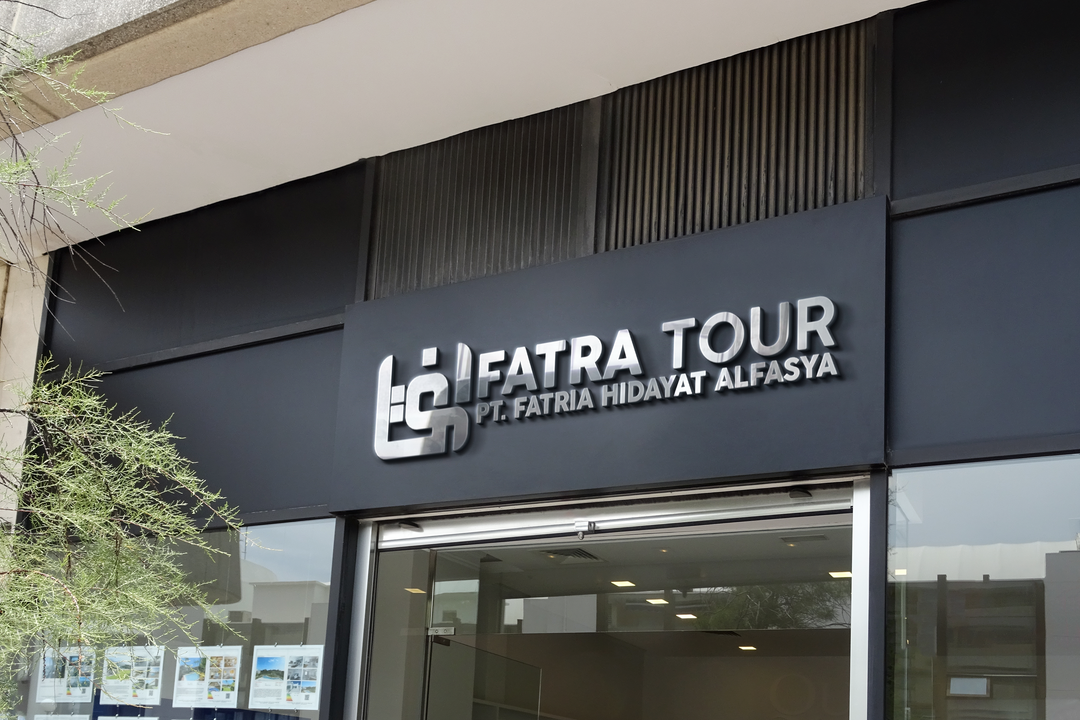 FATRA TOUR
PT. FATRIA HIDAYAT ALFASYA